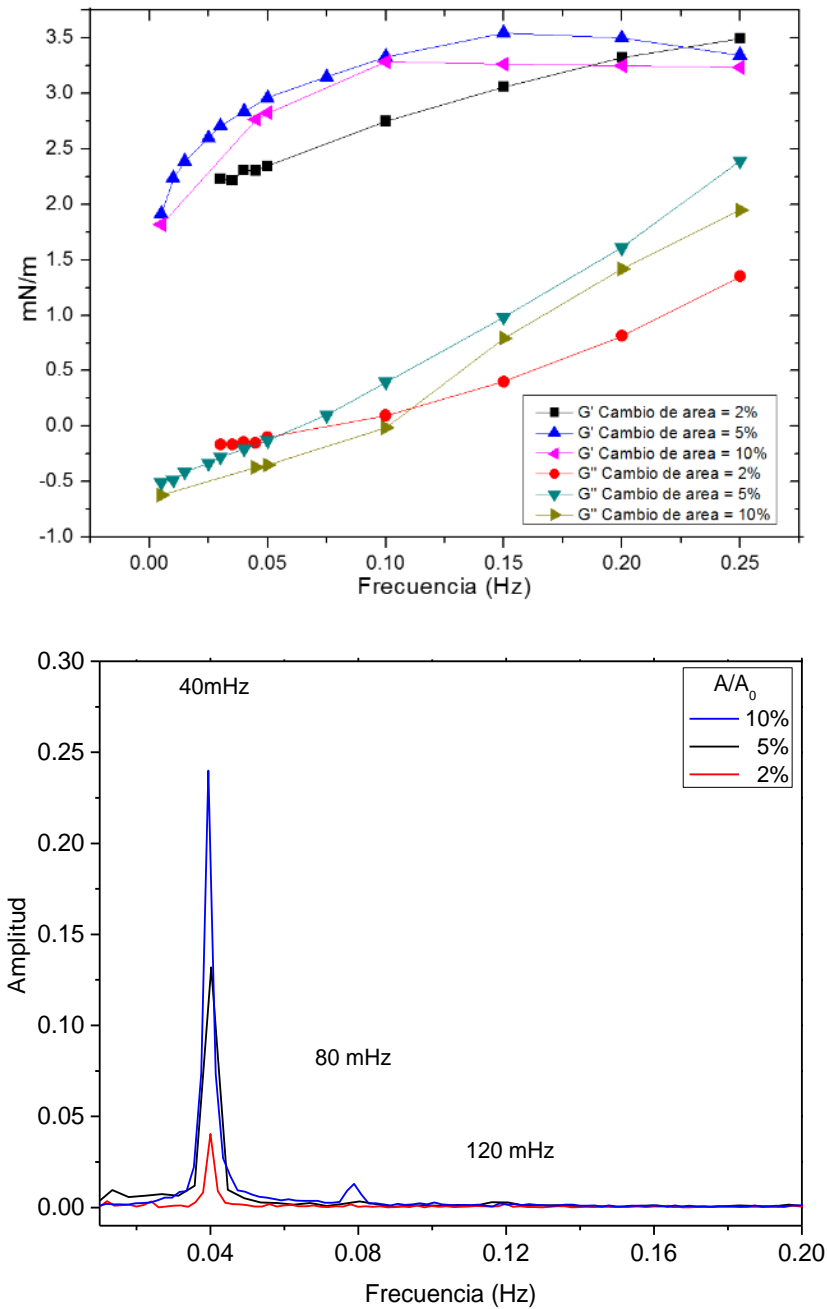 3.5
3.0
2.5
2.0
1.5
1.0
0.5
0.0
-0.5
-1.0
mN/m
G' Cambio de area = 2%
G' Cambio de area = 5%
G' Cambio de area = 10%
G'' Cambio de area = 2%
G'' Cambio de area = 5%
G'' Cambio de area = 10%
0.00 0.05 0.10 0.15 0.20 0.25
Frecuencia (Hz)
0.30
0.25
0.20
0.15
0.10
0.05
0.00
Amplitud
40mHz
80 mHz
120 mHz
A/A0
10%
5%
2%
0.04 0.08 0.12 0.16 0.20
Frecuencia (Hz)